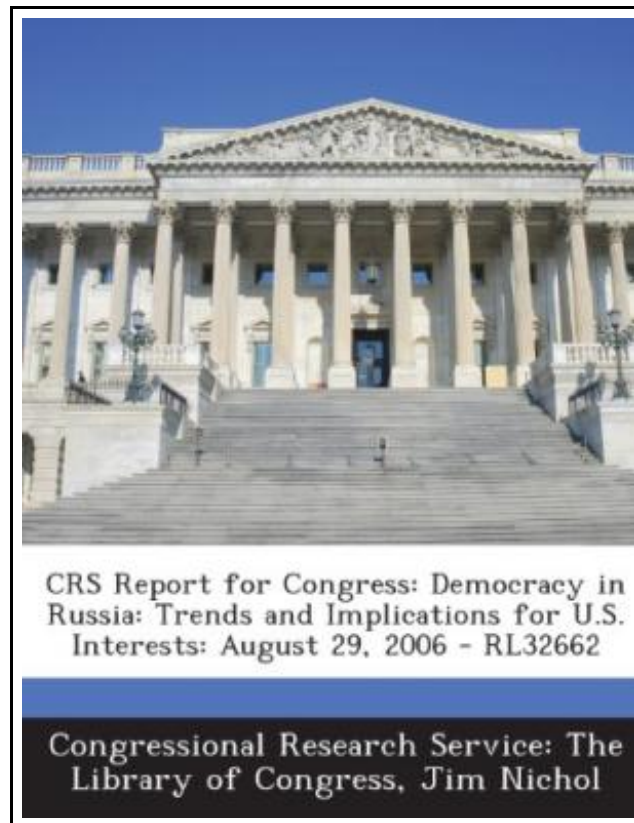 CRS Report for Congress: Democracy in
Russia: Trends and Implications for U.S.
Interests: August 29, 2006 - RL32662
Congressional Research Service: The
Library of Congress, Jim Nichol